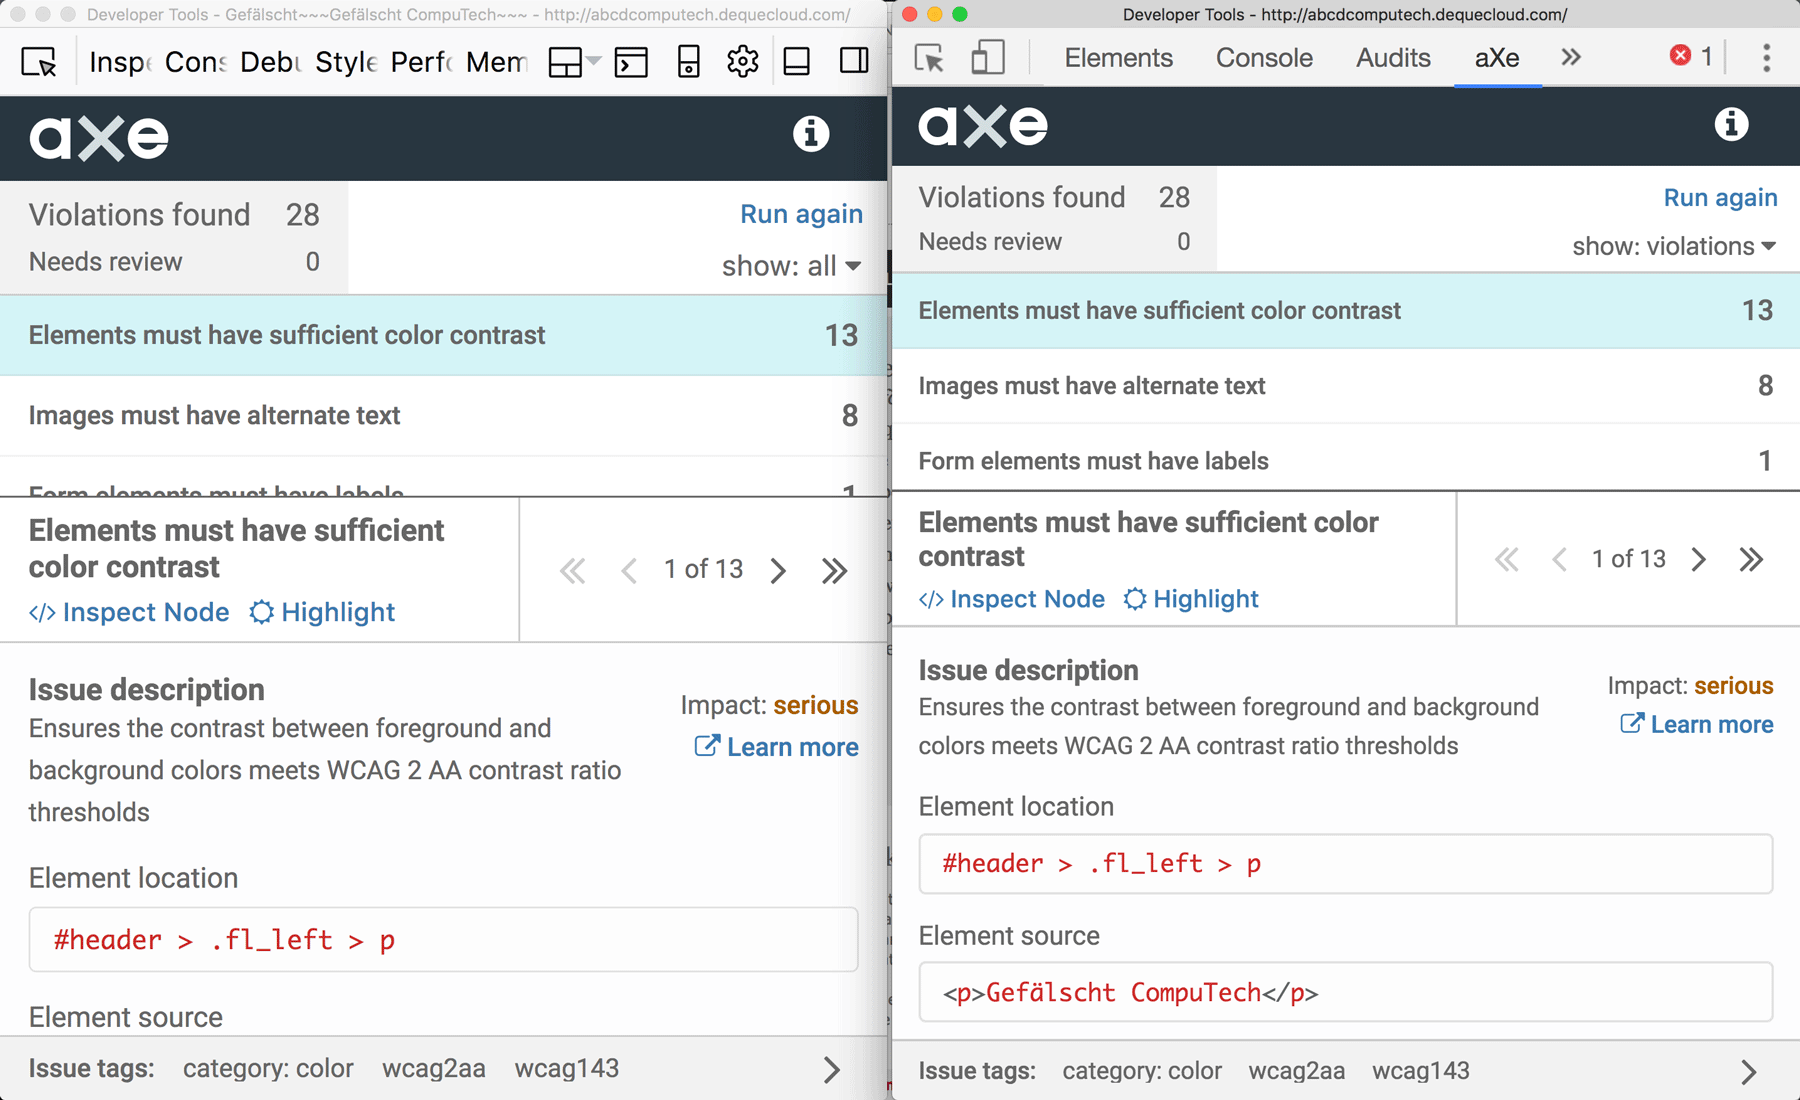 Developer Tools - Gefälscht~~~Gefälscht CompuTech~~~ - http://abcdcomputech.dequecloud.com/
Insp Cons Debu Style Perfo Mem
axe
Violations found 28
Run again
Needs review 0
show: all
Elements must have sufficient color contrast 13
Images must have alternate text 8
Form elements must have labels 1
Elements must have sufficient
color contrast
1 of 13
</> Inspect Node Highlight
Issue description
Impact: serious
Ensures the contrast between foreground and
Learn more
background colors meets WCAG 2 AA contrast ratio
thresholds
Element location
#header > .fl_left > p
Element source
Issue tags: category: color wcag2aa wcag143
Developer Tools - http://abcdcomputech.dequecloud.com/
Elements Console Audits aXe 1
axe
Violations found 28
Run again
Needs review 0
show: violations
Elements must have sufficient color contrast 13
Images must have alternate text 8
Form elements must have labels 1
Elements must have sufficient color
contrast
1 of 13
</> Inspect Node Highlight
Issue description
Impact: serious
Ensures the contrast between foreground and background
Learn more
colors meets WCAG 2 AA contrast ratio thresholds
Element location
#header > .fl_left > p
Element source
<p>Gefälscht CompuTech</p>
Issue tags: category: color wcag2aa wcag143